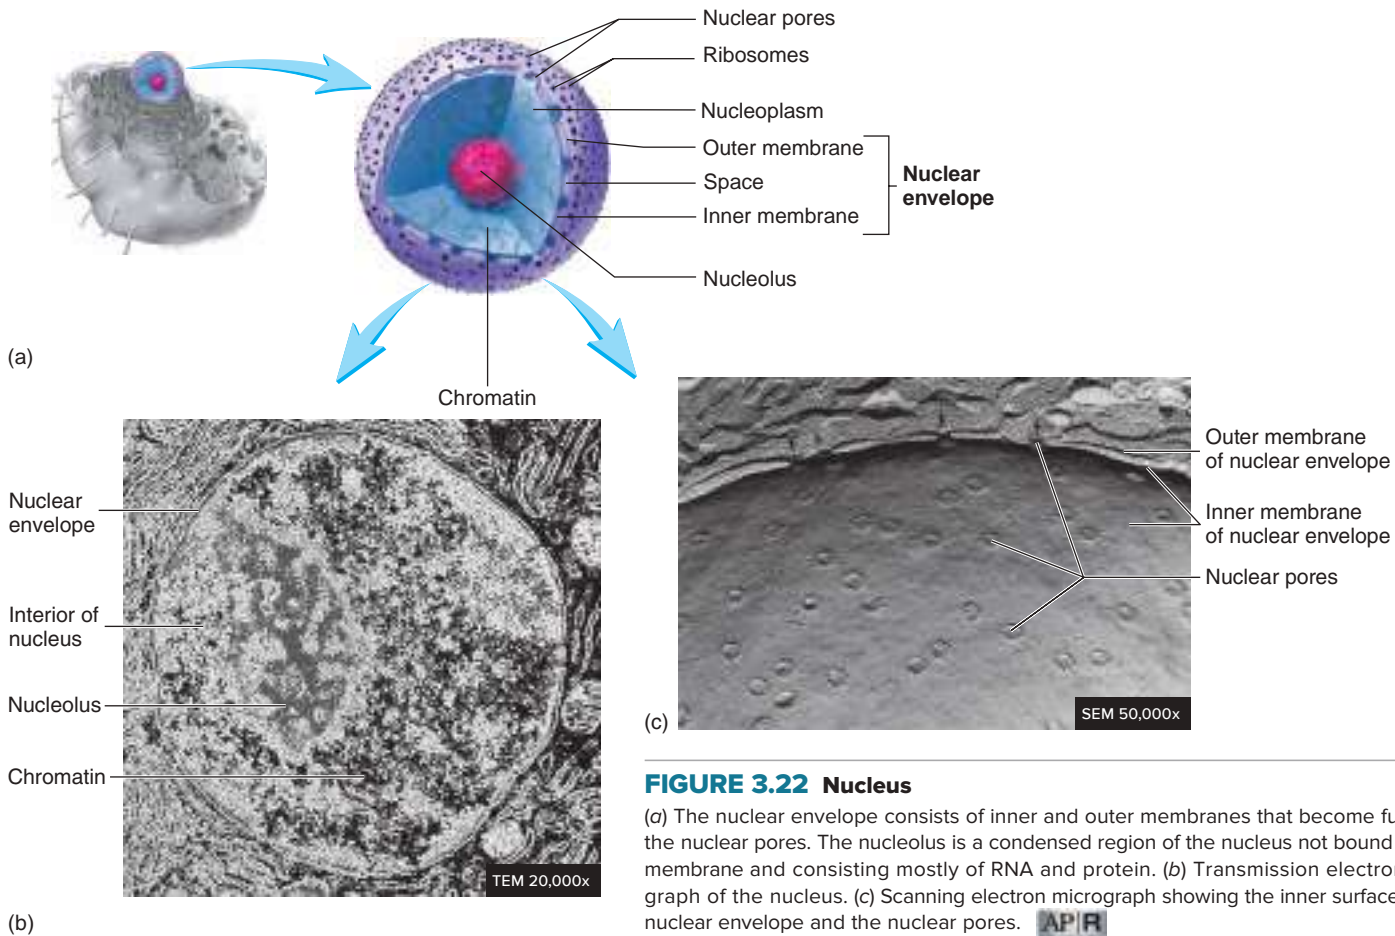 Nuclear pores
Ribosomes
Nucleoplasm
Outer membrane
Space
Inner membrane
Nuclear
envelope
Nucleolus
(a)
Chromatin
Nuclear
envelope
Interior of
nucleus
Nucleolus
Chromatin
TEM 20,000x
(b)
Outer membrane
of nuclear envelope
Inner membrane
of nuclear envelope
Nuclear pores
SEM 50,000x
(c)
FIGURE 3.22 Nucleus
(a) The nuclear envelope consists of inner and outer membranes that become fu
the nuclear pores. The nucleolus is a condensed region of the nucleus not bound
membrane and consisting mostly of RNA and protein. (b) Transmission electron
graph of the nucleus. (c) Scanning electron micrograph showing the inner surface
nuclear envelope and the nuclear pores. AP|R